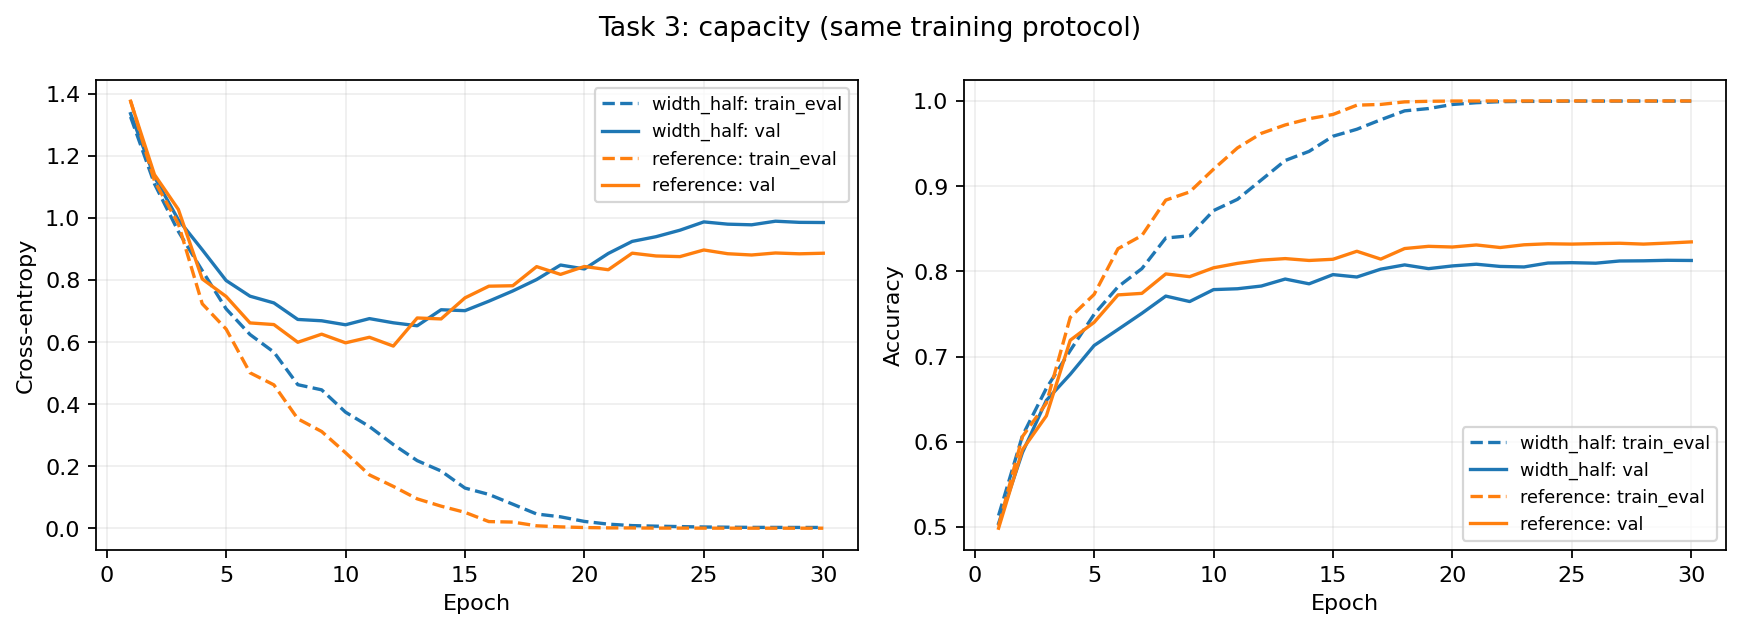 Task 3: capacity (same training protocol)
1.4
1.2
1.0
0.8
0.6
0.4
0.2
0.0
Cross-entropy
0
5
10
15
20
25
30
Epoch
width_half: train_eval
width_half: val
reference: train_eval
reference: val
1.0
0.9
0.8
0.7
0.6
0.5
Accuracy
0
5
10
15
20
25
30
Epoch
width_half: train_eval
width_half: val
reference: train_eval
reference: val